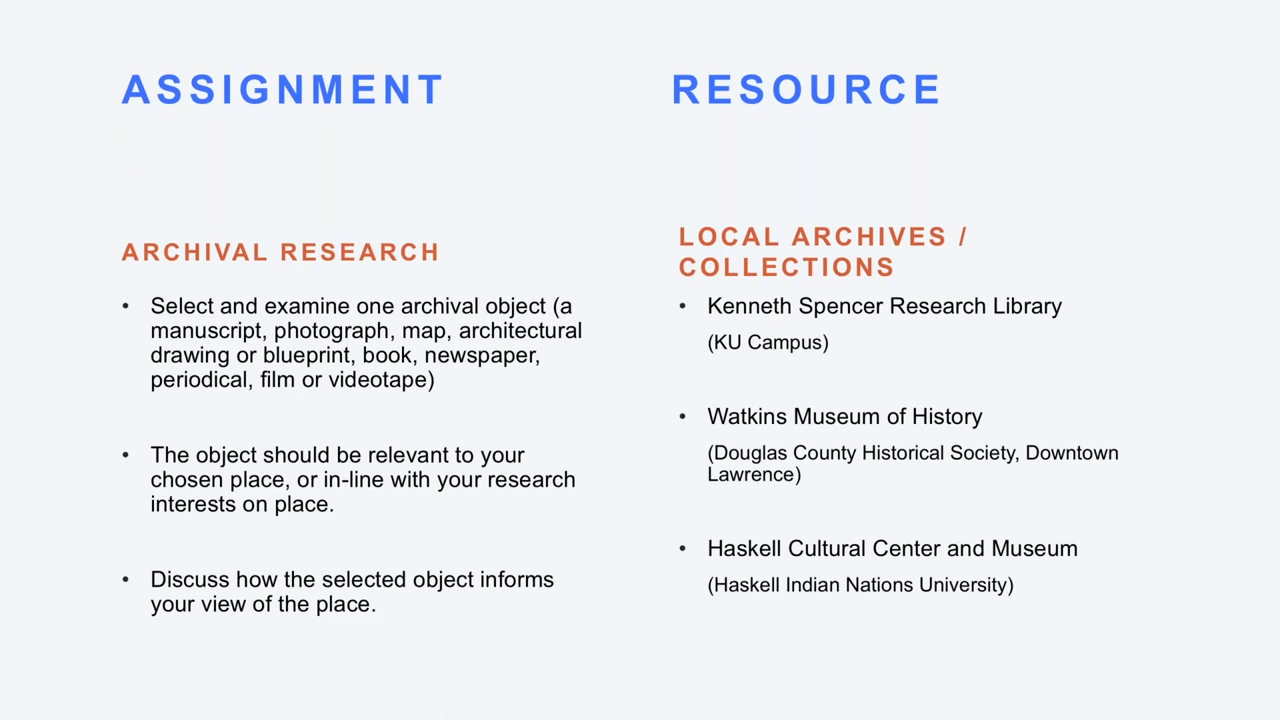 ASSIGNMENT
ARCHIVAL RESEARCH
• Select and examine one archival object (a
manuscript, photograph, map, architectural
drawing or blueprint, book, newspaper,
periodical, film or videotape)
• The object should be relevant to your
chosen place, or in-line with your research
interests on place.
• Discuss how the selected object informs
your view of the place.
RESOURCE
LOCAL ARCHIVES /
COLLECTIONS
• Kenneth Spencer Research Library
(KU Campus)
• Watkins Museum of History
(Douglas County Historical Society, Downtown
Lawrence)
• Haskell Cultural Center and Museum
(Haskell Indian Nations University)